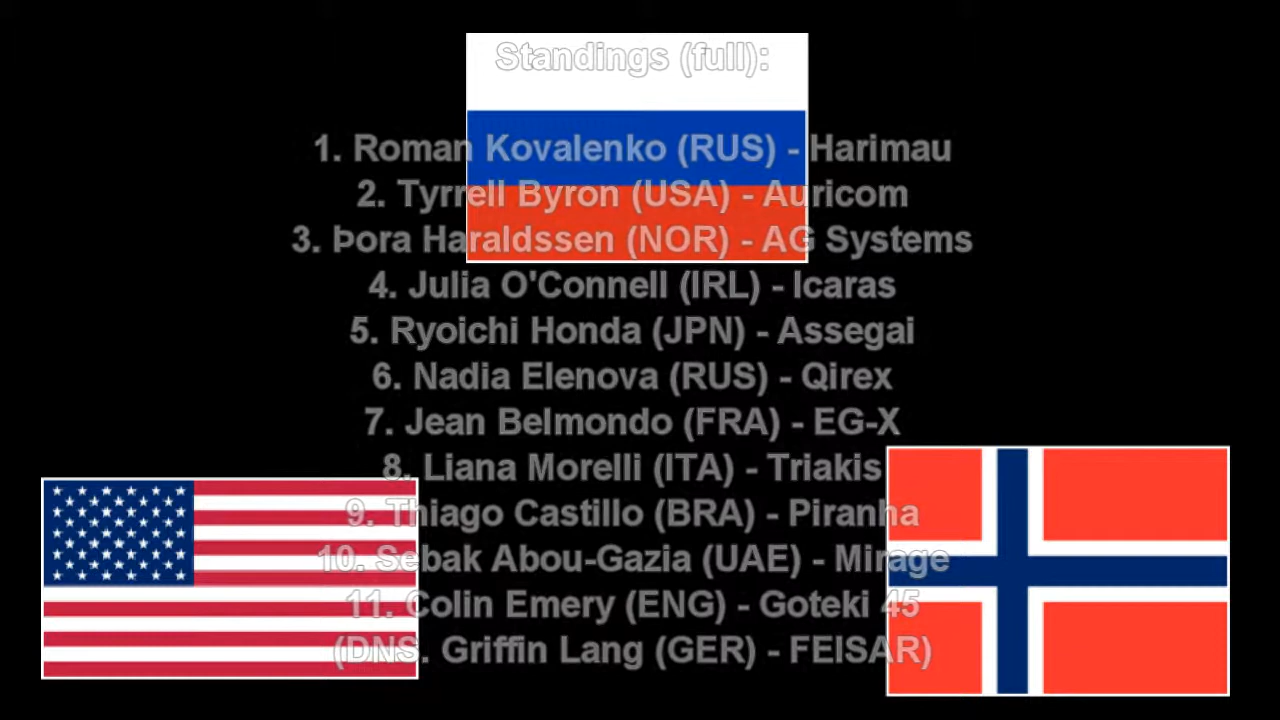 Standings (full):
1. Roman Kovalenko (RUS) - Harimau
2. Tyrrell Byron (USA) - Auricom
3. Þora Haraldssen (NOR) - AG Systems
4. Julia O'Connell (IRL) - Icaras
5. Ryoichi Honda (JPN) - Assegai
6. Nadia Elenova (RUS) - Qirex
7. Jean Belmondo (FRA) - EG-X
8. Liana Morelli (ITA) - Triakis
9. Thiago Castillo (BRA) - Piranha
10. Sebak Abou-Gazia (UAE) - Mirage
11. Colin Emery (ENG) - Goteki 45
(DNS. Griffin Lang (GER) - FEISAR)